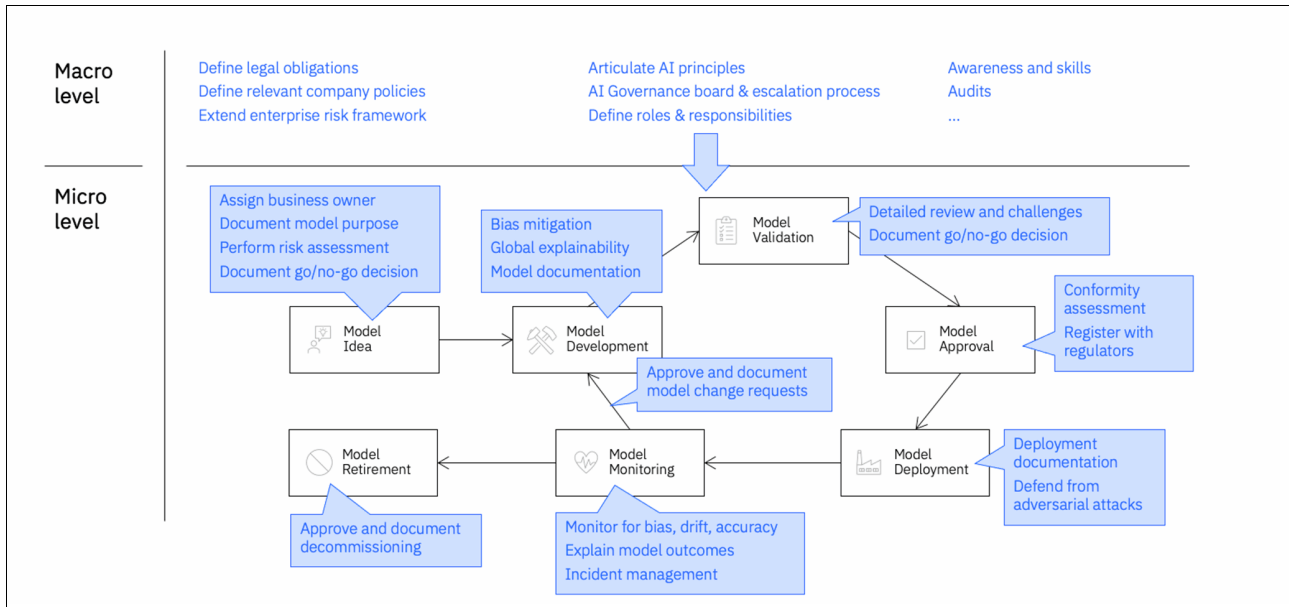 Macro
level
Define legal obligations
Define relevant company policies
Extend enterprise risk framework
Articulate AI principles
AI Governance board & escalation process
Define roles & responsibilities
Awareness and skills
Audits
...
Micro
level
Assign business owner
Document model purpose
Perform risk assessment
Document go/no-go decision
Bias mitigation
Global explainability
Model documentation
Model
Validation
Detailed review and challenges
Document go/no-go decision
Model
Idea
Model
Development
Model
Approval
Conformity
assessment
Register with
regulators
Approve and document
model change requests
Model
Retirement
Model
Monitoring
Model
Deployment
Deployment
documentation
Defend from
adversarial attacks
Approve and document
decommissioning
Monitor for bias, drift, accuracy
Explain model outcomes
Incident management